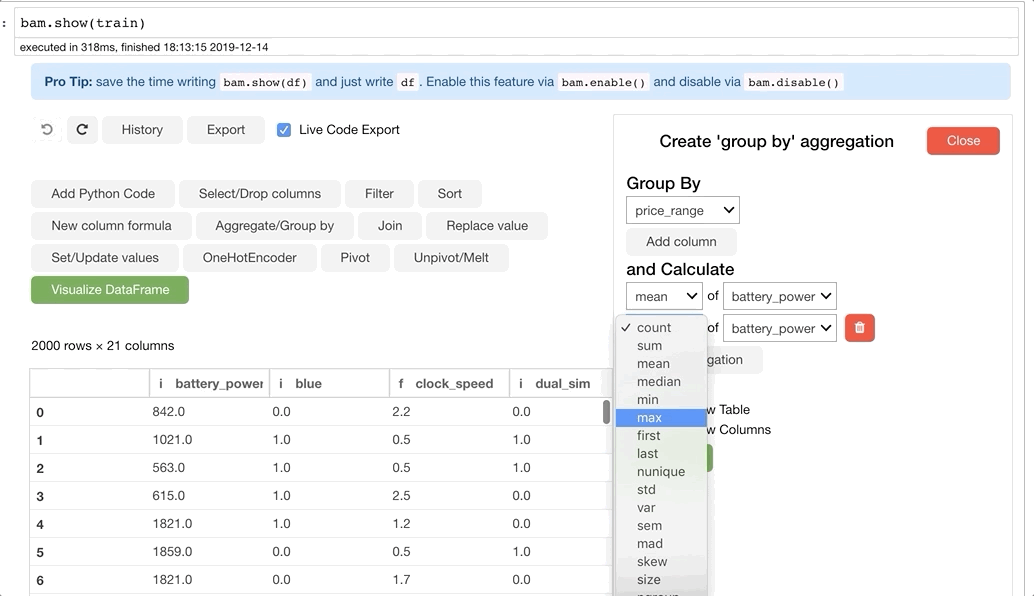 : bam.show(train)
executed in 318ms, finished 18:13:15 2019-12-14
Pro Tip: save the time writing bam.show(df) and just write df . Enable this feature via bam.enable() and disable via bam.disable()
History Export Live Code Export
Create 'group by' aggregation Close
Add Python Code Select/Drop columns Filter Sort
New column formula Aggregate/Group by Join Replace value
Set/Update values OneHotEncoder Pivot Unpivot/Melt
Visualize DataFrame
Group By
price_range
Add column
and Calculate
mean of battery_power
of battery_power
gation
w Table
w Columns
✓ count
sum
mean
median
min
max
first
last
nunique
std
var
sem
mad
skew
size
2000 rows × 21 columns
i battery_power i blue f clock_speed i dual_sim
0 842.0 0.0 2.2 0.0
1 1021.0 1.0 0.5 1.0
2 563.0 1.0 0.5 1.0
3 615.0 1.0 2.5 0.0
4 1821.0 1.0 1.2 0.0
5 1859.0 0.0 0.5 1.0
6 1821.0 0.0 1.7 0.0